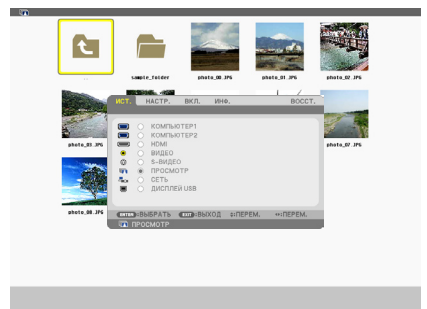 ..
sample_folder photo_00.JPG photo_01.JPG photo_02.JPG
ИСТ. НАСТР. ВКЛ. ИНФ. ВОССТ.
КОМПЬЮТЕР1
КОМПЬЮТЕР2
HDMI
photo_03.JPG photo_07.JPG
ВИДЕО
S-ВИДЕО
ПРОСМОТР
СЕТЬ
ДИСПЛЕЙ USB
photo_08.JPG
ENTER :ВЫБРАТЬ EXIT :ВЫХОД ↕:ПЕРЕМ. ↔:ПЕРЕМ.
ПРОСМОТР